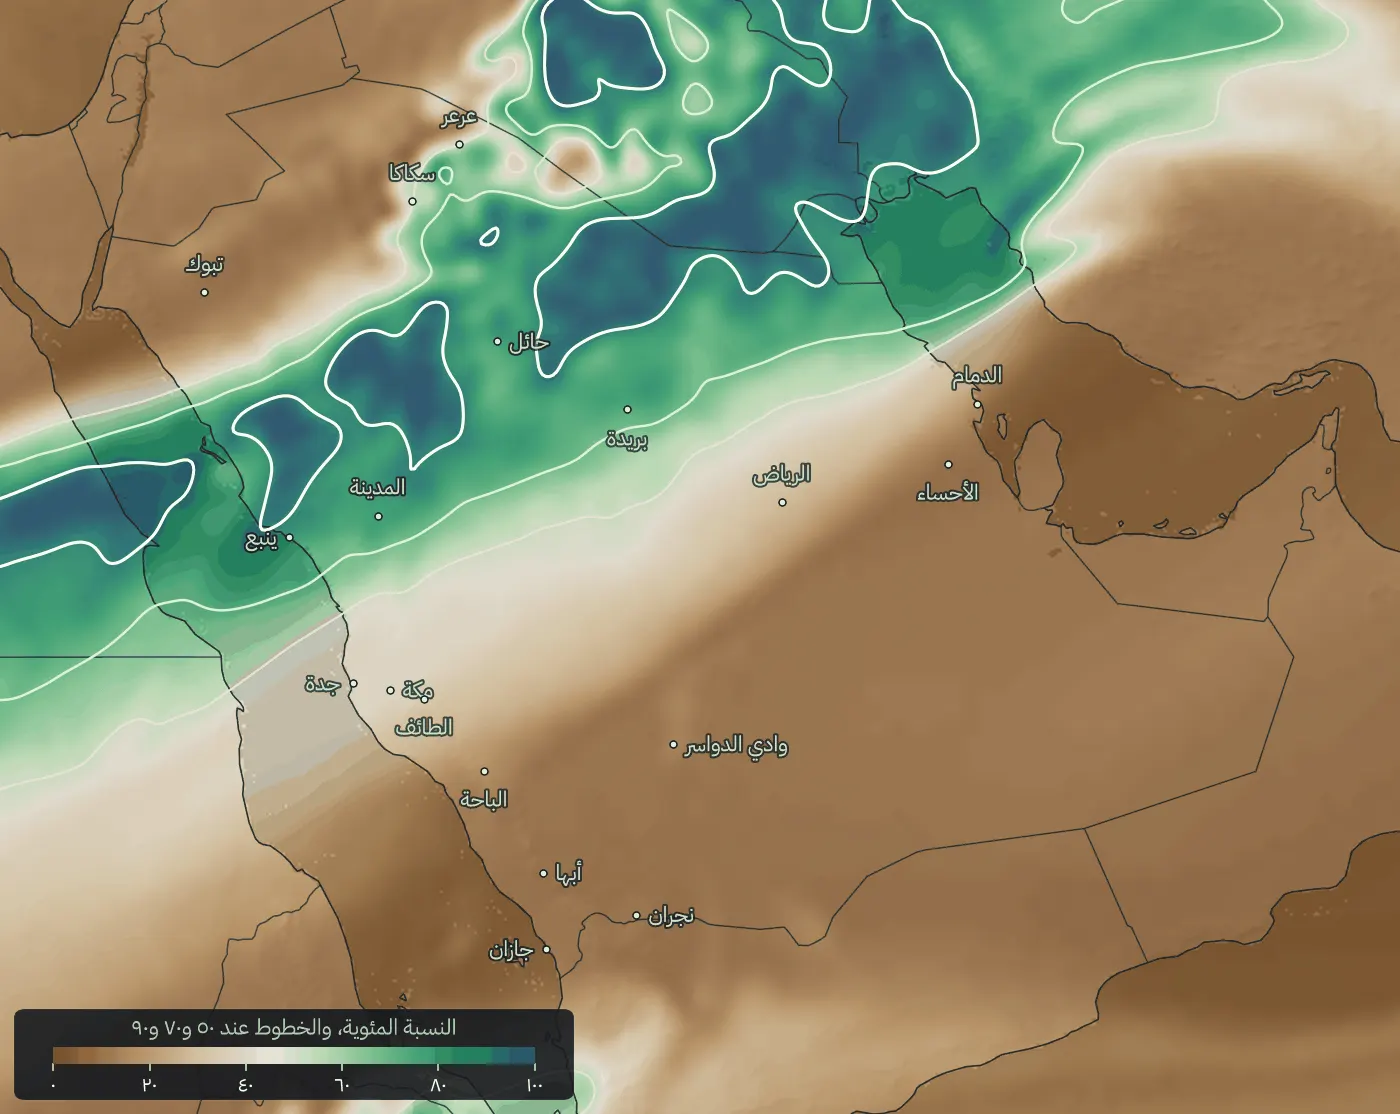 عرعر
سكاكا
تبوك
حائل
الدمام
بريدة
الرياض
المدينة
الأحساء
ينبع
جدة
مكة
الطائف
وادي الدواسر
الباحة
أبها
نجران
جازان
النسبة المئوية، والخطوط عند ٥٠ و٧٠ و٩٠
٠ ٢٠ ٤٠ ٦٠ ٨٠ ١٠٠